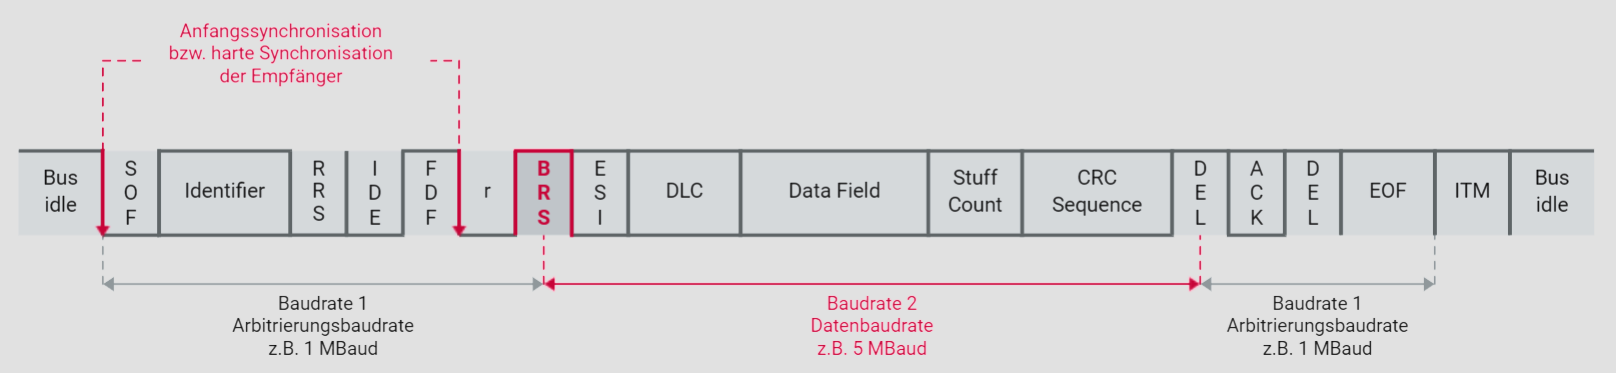 Anfangssynchronisation
bzw. harte Synchronisation
der Empfänger
Bus
idle
S
O
F
Identifier
R
R
S
I
D
E
F
D
F
r
B
R
S
E
S
I
DLC
Data Field
Stuff
Count
CRC
Sequence
D
E
L
A
C
K
D
E
L
EOF
ITM
Bus
idle
Baudrate 1
Arbitrierungsbaudrate
z.B. 1 MBaud
Baudrate 2
Datenbaudrate
z.B. 5 MBaud
Baudrate 1
Arbitrierungsbaudrate
z.B. 1 MBaud